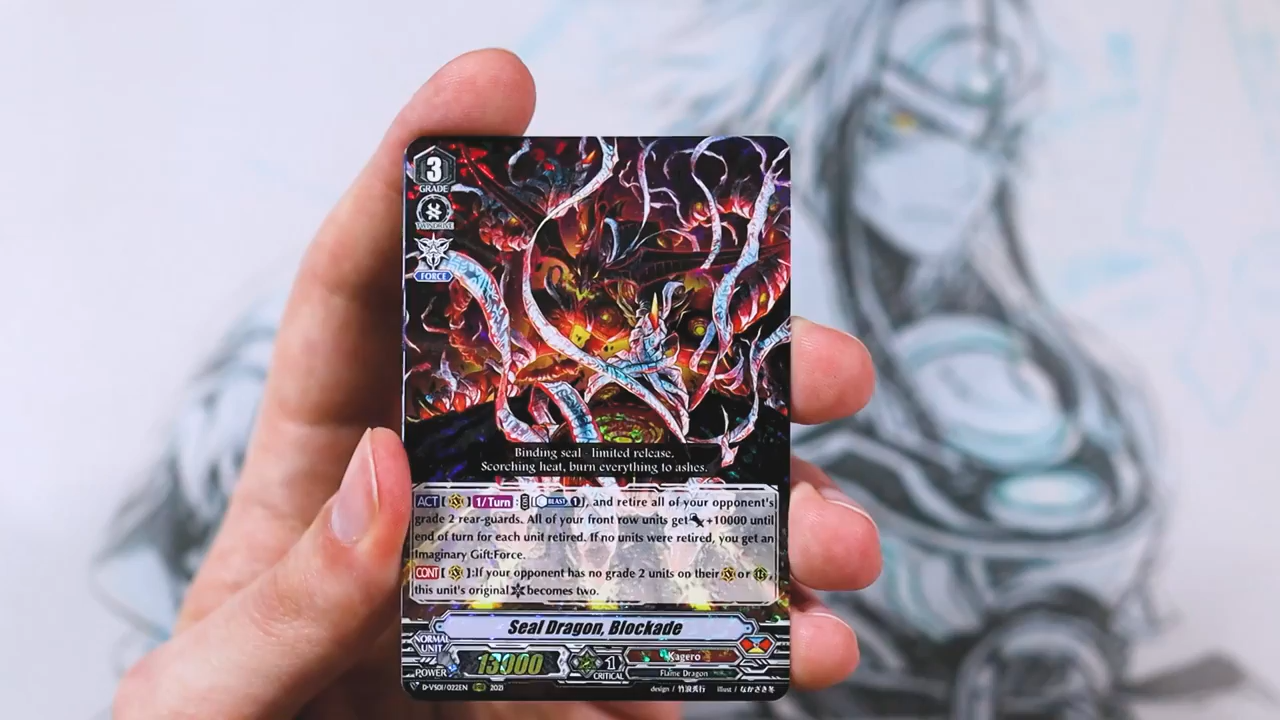 3
GRADE
TWINDRIVE
FORCE
Binding seal - limited release.
Scorching heat, burn everything to ashes.
ACT [ ] 1/Turn : [ BLAST 1], and retire all of your opponent's
grade 2 rear-guards. All of your front row units get +10000 until
end of turn for each unit retired. If no units were retired, you get an
Imaginary Gift:Force.
CONT [ ]:If your opponent has no grade 2 units on their or ,
this unit's original becomes two.
Seal Dragon, Blockade
NORMAL
UNIT
POWER 13000 1 CRITICAL
Kagero
Flame Dragon
D-VS01/022EN RRR 2021 design / 竹浪秀行 illust / なかざき冬